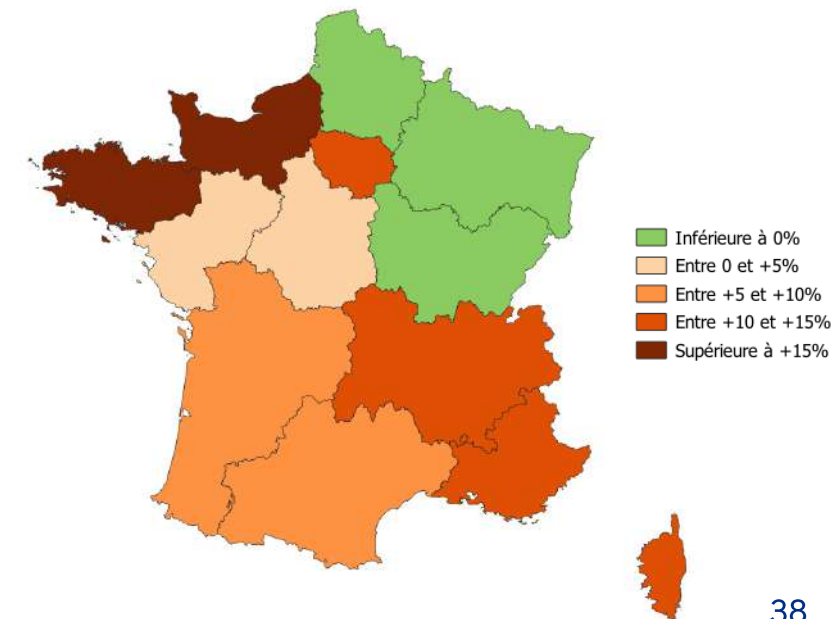 Inférieure à 0%
Entre 0 et +5%
Entre +5 et +10%
Entre +10 et +15%
Supérieure à +15%
38